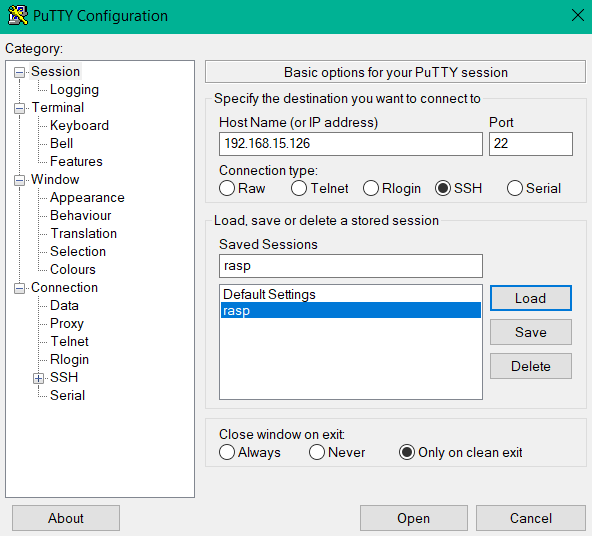 PuTTY Configuration
Category:
Session
Logging
Terminal
Keyboard
Bell
Features
Window
Appearance
Behaviour
Translation
Selection
Colours
Connection
Data
Proxy
Telnet
Rlogin
SSH
Serial
Basic options for your PuTTY session
Specify the destination you want to connect to
Host Name (or IP address) Port
192.168.15.126 22
Connection type:
Raw Telnet Rlogin SSH Serial
Load, save or delete a stored session
Saved Sessions
rasp
Default Settings
rasp
Load
Save
Delete
Close window on exit:
Always Never Only on clean exit
About Open Cancel